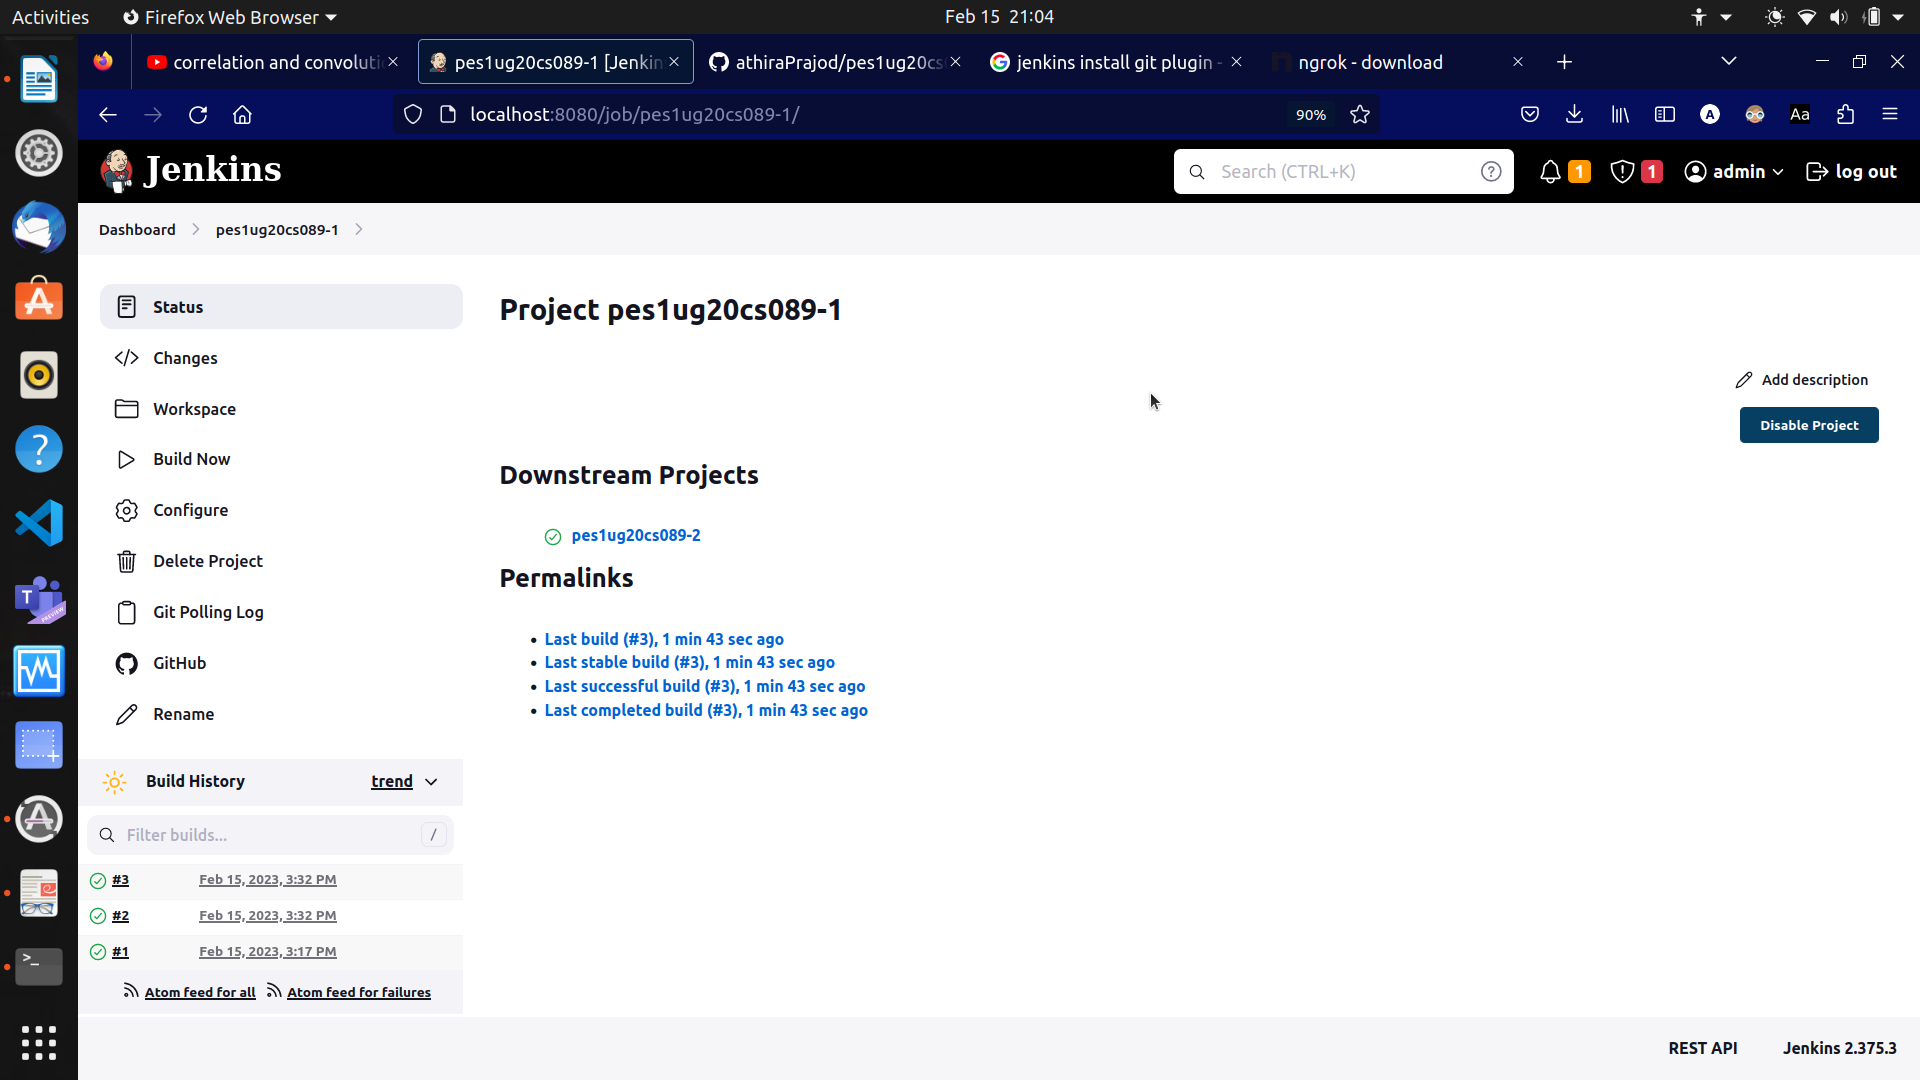 Activities
Firefox Web Browser
Feb 15 21:04
correlation and convoluti
pes1ug20cs089-1 [Jenkin
athiraPrajod/pes1ug20cs
jenkins install git plugin -
ngrok - download
localhost:8080/job/pes1ug20cs089-1/
90%
A
Aa
Jenkins
Search (CTRL+K)
?
1
1
admin
log out
Dashboard
pes1ug20cs089-1
Status
Changes
Workspace
Build Now
Configure
Delete Project
Git Polling Log
GitHub
Rename
Build History
trend
Filter builds...
/
#3
Feb 15, 2023, 3:32 PM
#2
Feb 15, 2023, 3:32 PM
#1
Feb 15, 2023, 3:17 PM
Atom feed for all
Atom feed for failures
Project pes1ug20cs089-1
Add description
Disable Project
Downstream Projects
pes1ug20cs089-2
Permalinks
Last build (#3), 1 min 43 sec ago
Last stable build (#3), 1 min 43 sec ago
Last successful build (#3), 1 min 43 sec ago
Last completed build (#3), 1 min 43 sec ago
REST API
Jenkins 2.375.3